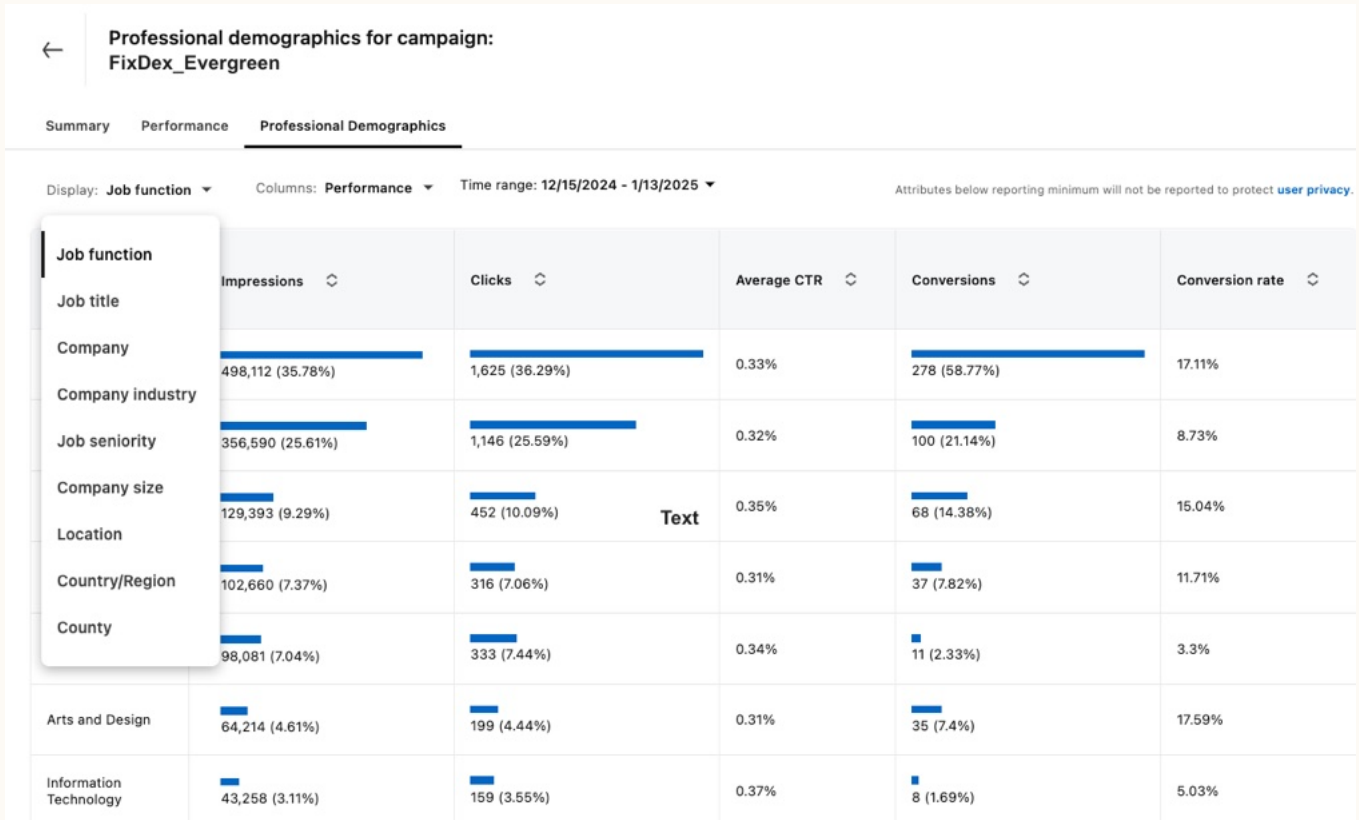 Professional demographics for campaign:
FixDex_Evergreen
Summary Performance Professional Demographics
Display: Job function Columns: Performance Time range: 12/15/2024 - 1/13/2025 Attributes below reporting minimum will not be reported to protect user privacy.
Job function
Job title
Company
Company industry
Job seniority
Company size
Location
Country/Region
County
Impressions Clicks Average CTR Conversions Conversion rate
498,112 (35.78%) 1,625 (36.29%) 0.33% 278 (58.77%) 17.11%
356,590 (25.61%) 1,146 (25.59%) 0.32% 100 (21.14%) 8.73%
129,393 (9.29%) 452 (10.09%) Text 0.35% 68 (14.38%) 15.04%
102,660 (7.37%) 316 (7.06%) 0.31% 37 (7.82%) 11.71%
98,081 (7.04%) 333 (7.44%) 0.34% 11 (2.33%) 3.3%
Arts and Design 64,214 (4.61%) 199 (4.44%) 0.31% 35 (7.4%) 17.59%
Information
Technology 43,258 (3.11%) 159 (3.55%) 0.37% 8 (1.69%) 5.03%